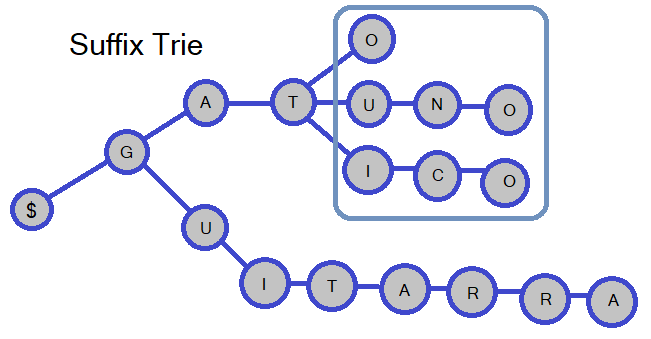 Suffix Trie
O
A T U N O
G
I C O
$
U
I T A R R A